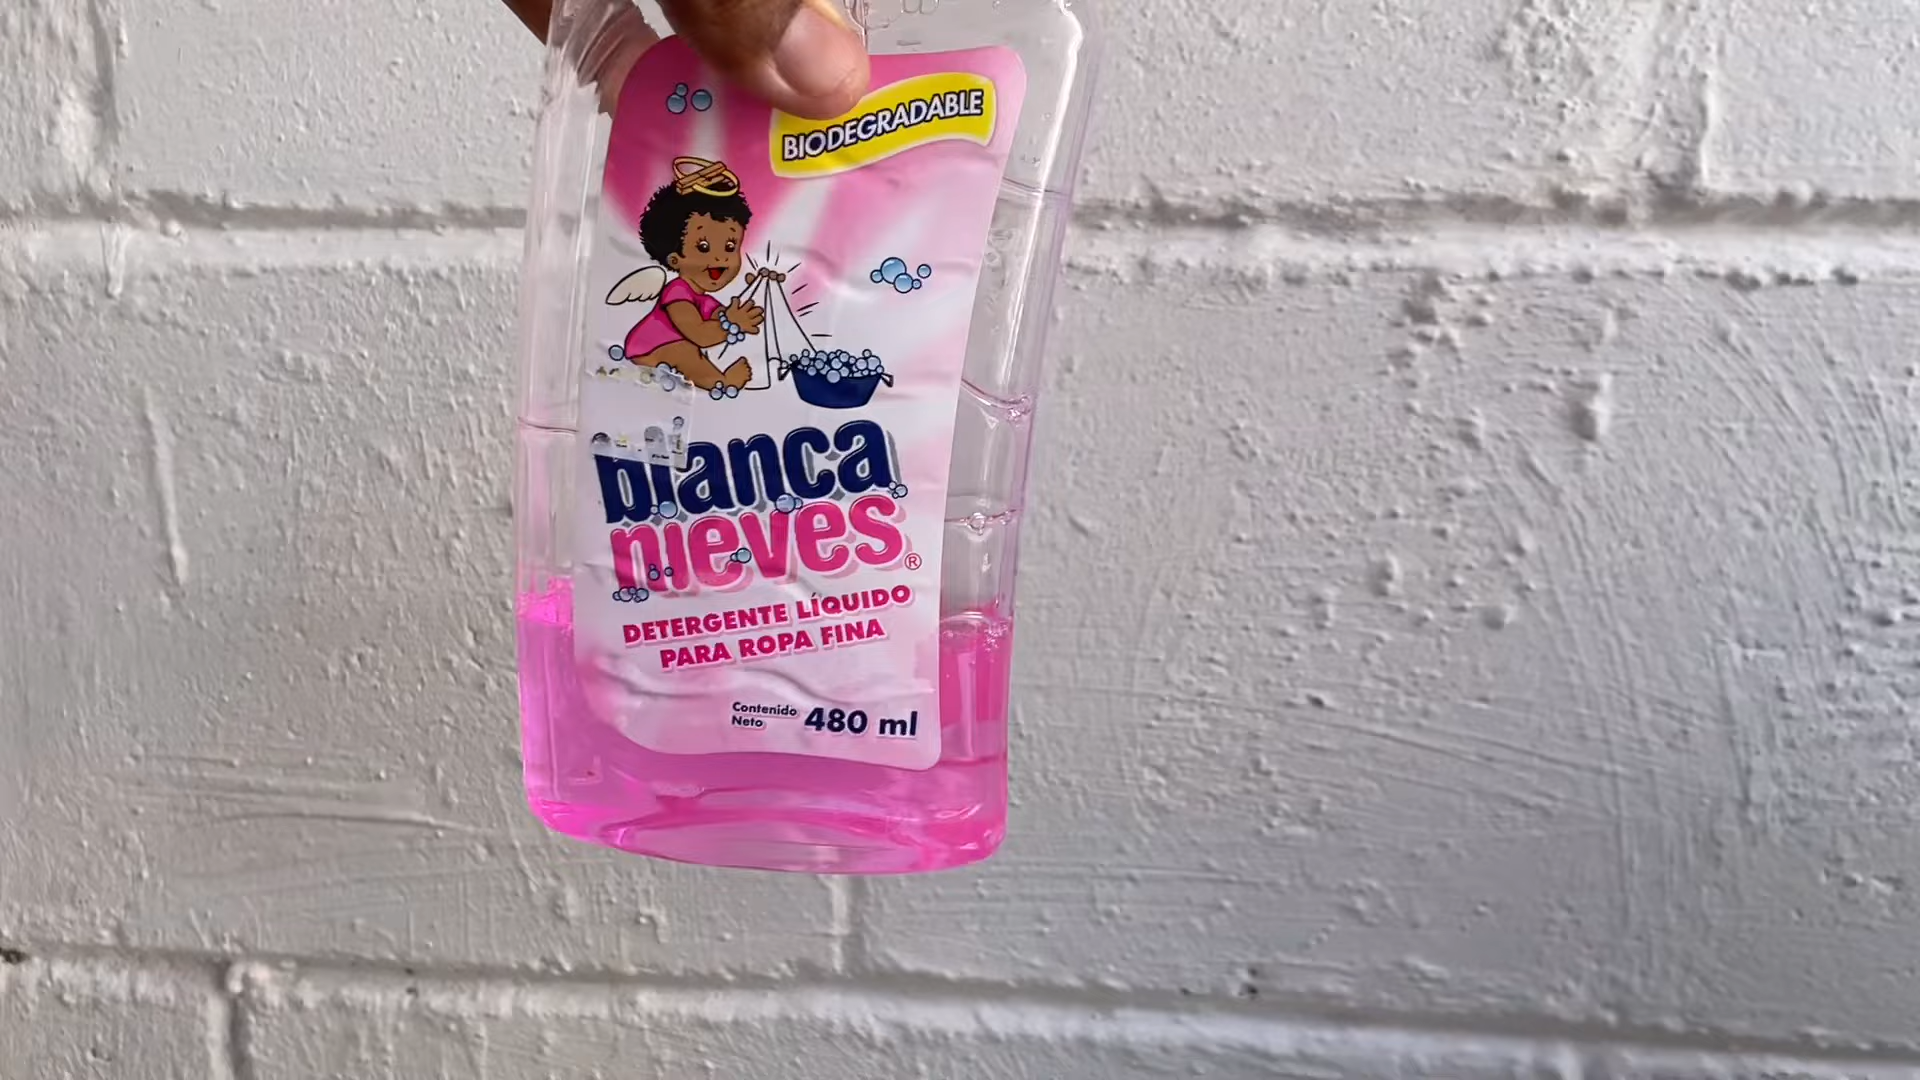 BIODEGRADABLE
blanca
nieves®
DETERGENTE LÍQUIDO
PARA ROPA FINA
Contenido
Neto 480 ml